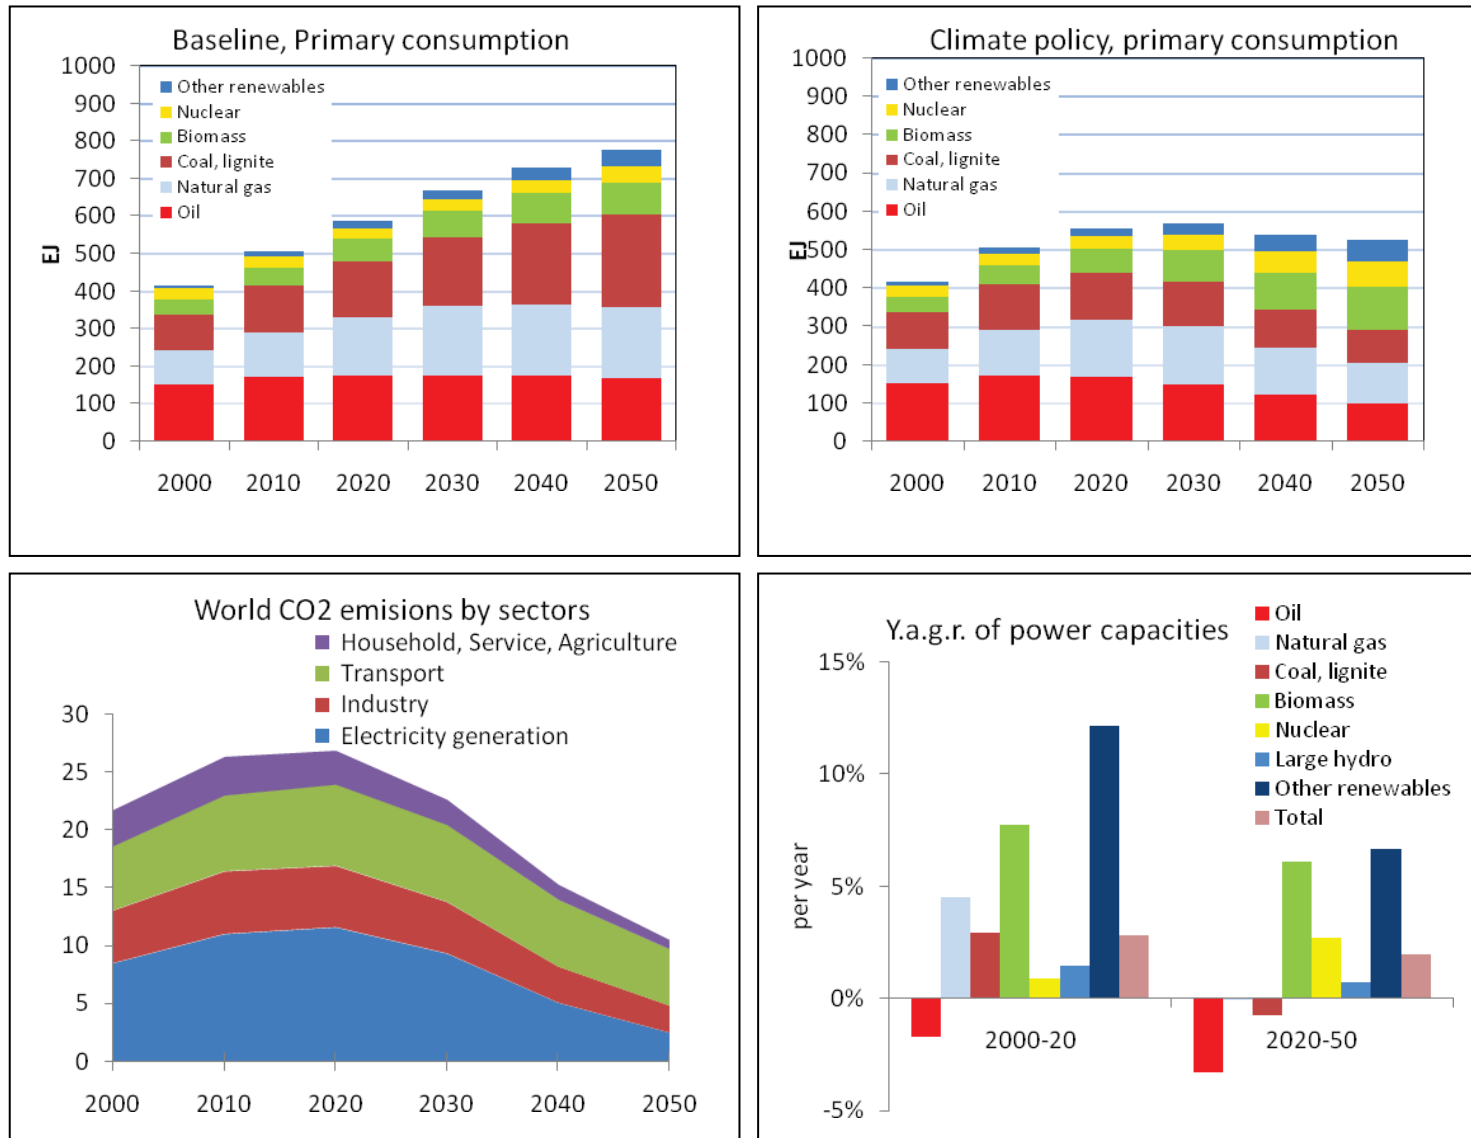 Baseline, Primary consumption
1000
900
800
700
600
500
400
300
200
100
0
EJ
Other renewables
Nuclear
Biomass
Coal, lignite
Natural gas
Oil
2000 2010 2020 2030 2040 2050
Climate policy, primary consumption
1000
900
800
700
600
500
400
300
200
100
0
EJ
Other renewables
Nuclear
Biomass
Coal, lignite
Natural gas
Oil
2000 2010 2020 2030 2040 2050
World CO2 emisions by sectors
Household, Service, Agriculture
Transport
Industry
Electricity generation
30
25
20
15
10
5
0
2000 2010 2020 2030 2040 2050
Y.a.g.r. of power capacities
Oil
Natural gas
Coal, lignite
Biomass
Nuclear
Large hydro
Other renewables
Total
15%
10%
5%
0%
-5%
per year
2000-20 2020-50